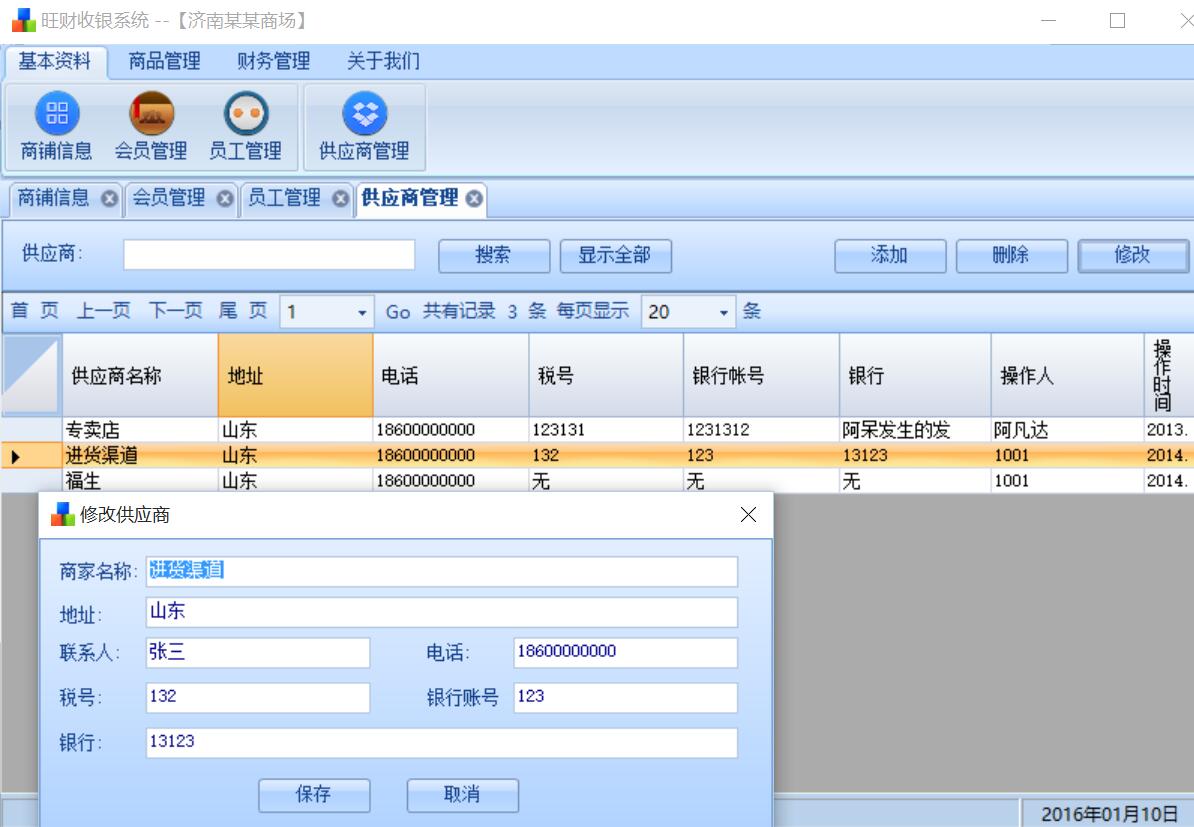 旺财收银系统 --【济南某某商场】
基本资料 商品管理 财务管理 关于我们
商铺信息 会员管理 员工管理 供应商管理
商铺信息 会员管理 员工管理 供应商管理
供应商: 搜索 显示全部 添加 删除 修改
首 页 上一页 下一页 尾 页 1 Go 共有记录 3 条 每页显示 20 条
供应商名称 地址 电话 税号 银行帐号 银行 操作人 操作时间
专卖店 山东 18600000000 123131 1231312 阿呆发生的发 阿凡达 2013.
进货渠道 山东 18600000000 132 123 13123 1001 2014.
福生 山东 18600000000 无 无 无 1001 2014.
修改供应商
商家名称: 进货渠道
地址: 山东
联系人: 张三 电话: 18600000000
税号: 132 银行账号 123
银行: 13123
保存 取消
2016年01月10日